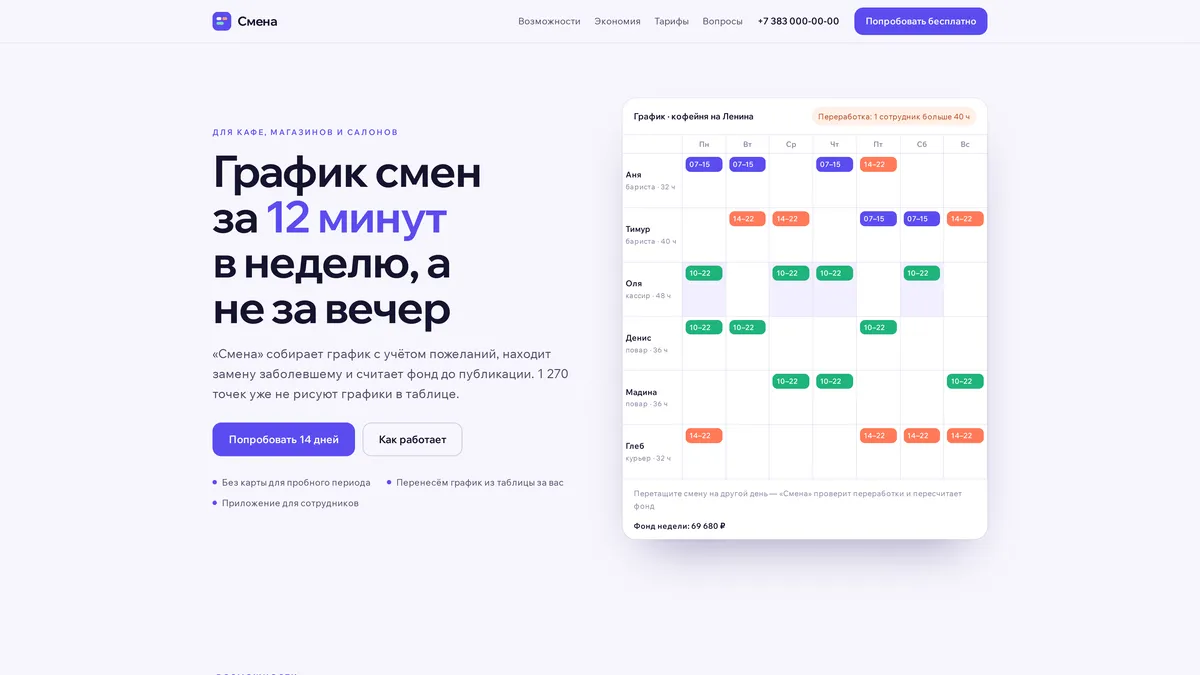 Смена
Возможности
Экономия
Тарифы
Вопросы
+7 383 000-00-00
Попробовать бесплатно
ДЛЯ КАФЕ, МАГАЗИНОВ И САЛОНОВ
График смен
за 12 минут
в неделю, а
не за вечер
«Смена» собирает график с учётом пожеланий, находит
замену заболевшему и считает фонд до публикации. 1 270
точек уже не рисуют графики в таблице.
Попробовать 14 дней
Как работает
Без карты для пробного периода
Перенесём график из таблицы за вас
Приложение для сотрудников
График · кофейня на Ленина
Переработка: 1 сотрудник больше 40 ч
Пн Вт Ср Чт Пт Сб Вс
Аня
бариста · 32 ч
07–15 07–15 07–15 14–22
Тимур
бариста · 40 ч
14–22 14–22 07–15 07–15 14–22
Оля
кассир · 48 ч
10–22 10–22 10–22 10–22
Денис
повар · 36 ч
10–22 10–22 10–22
Мадина
повар · 36 ч
10–22 10–22 10–22
Глеб
курьер · 32 ч
14–22 14–22 14–22 14–22
Перетащите смену на другой день — «Смена» проверит переработки и пересчитает
фонд
Фонд недели: 69 680 ₽